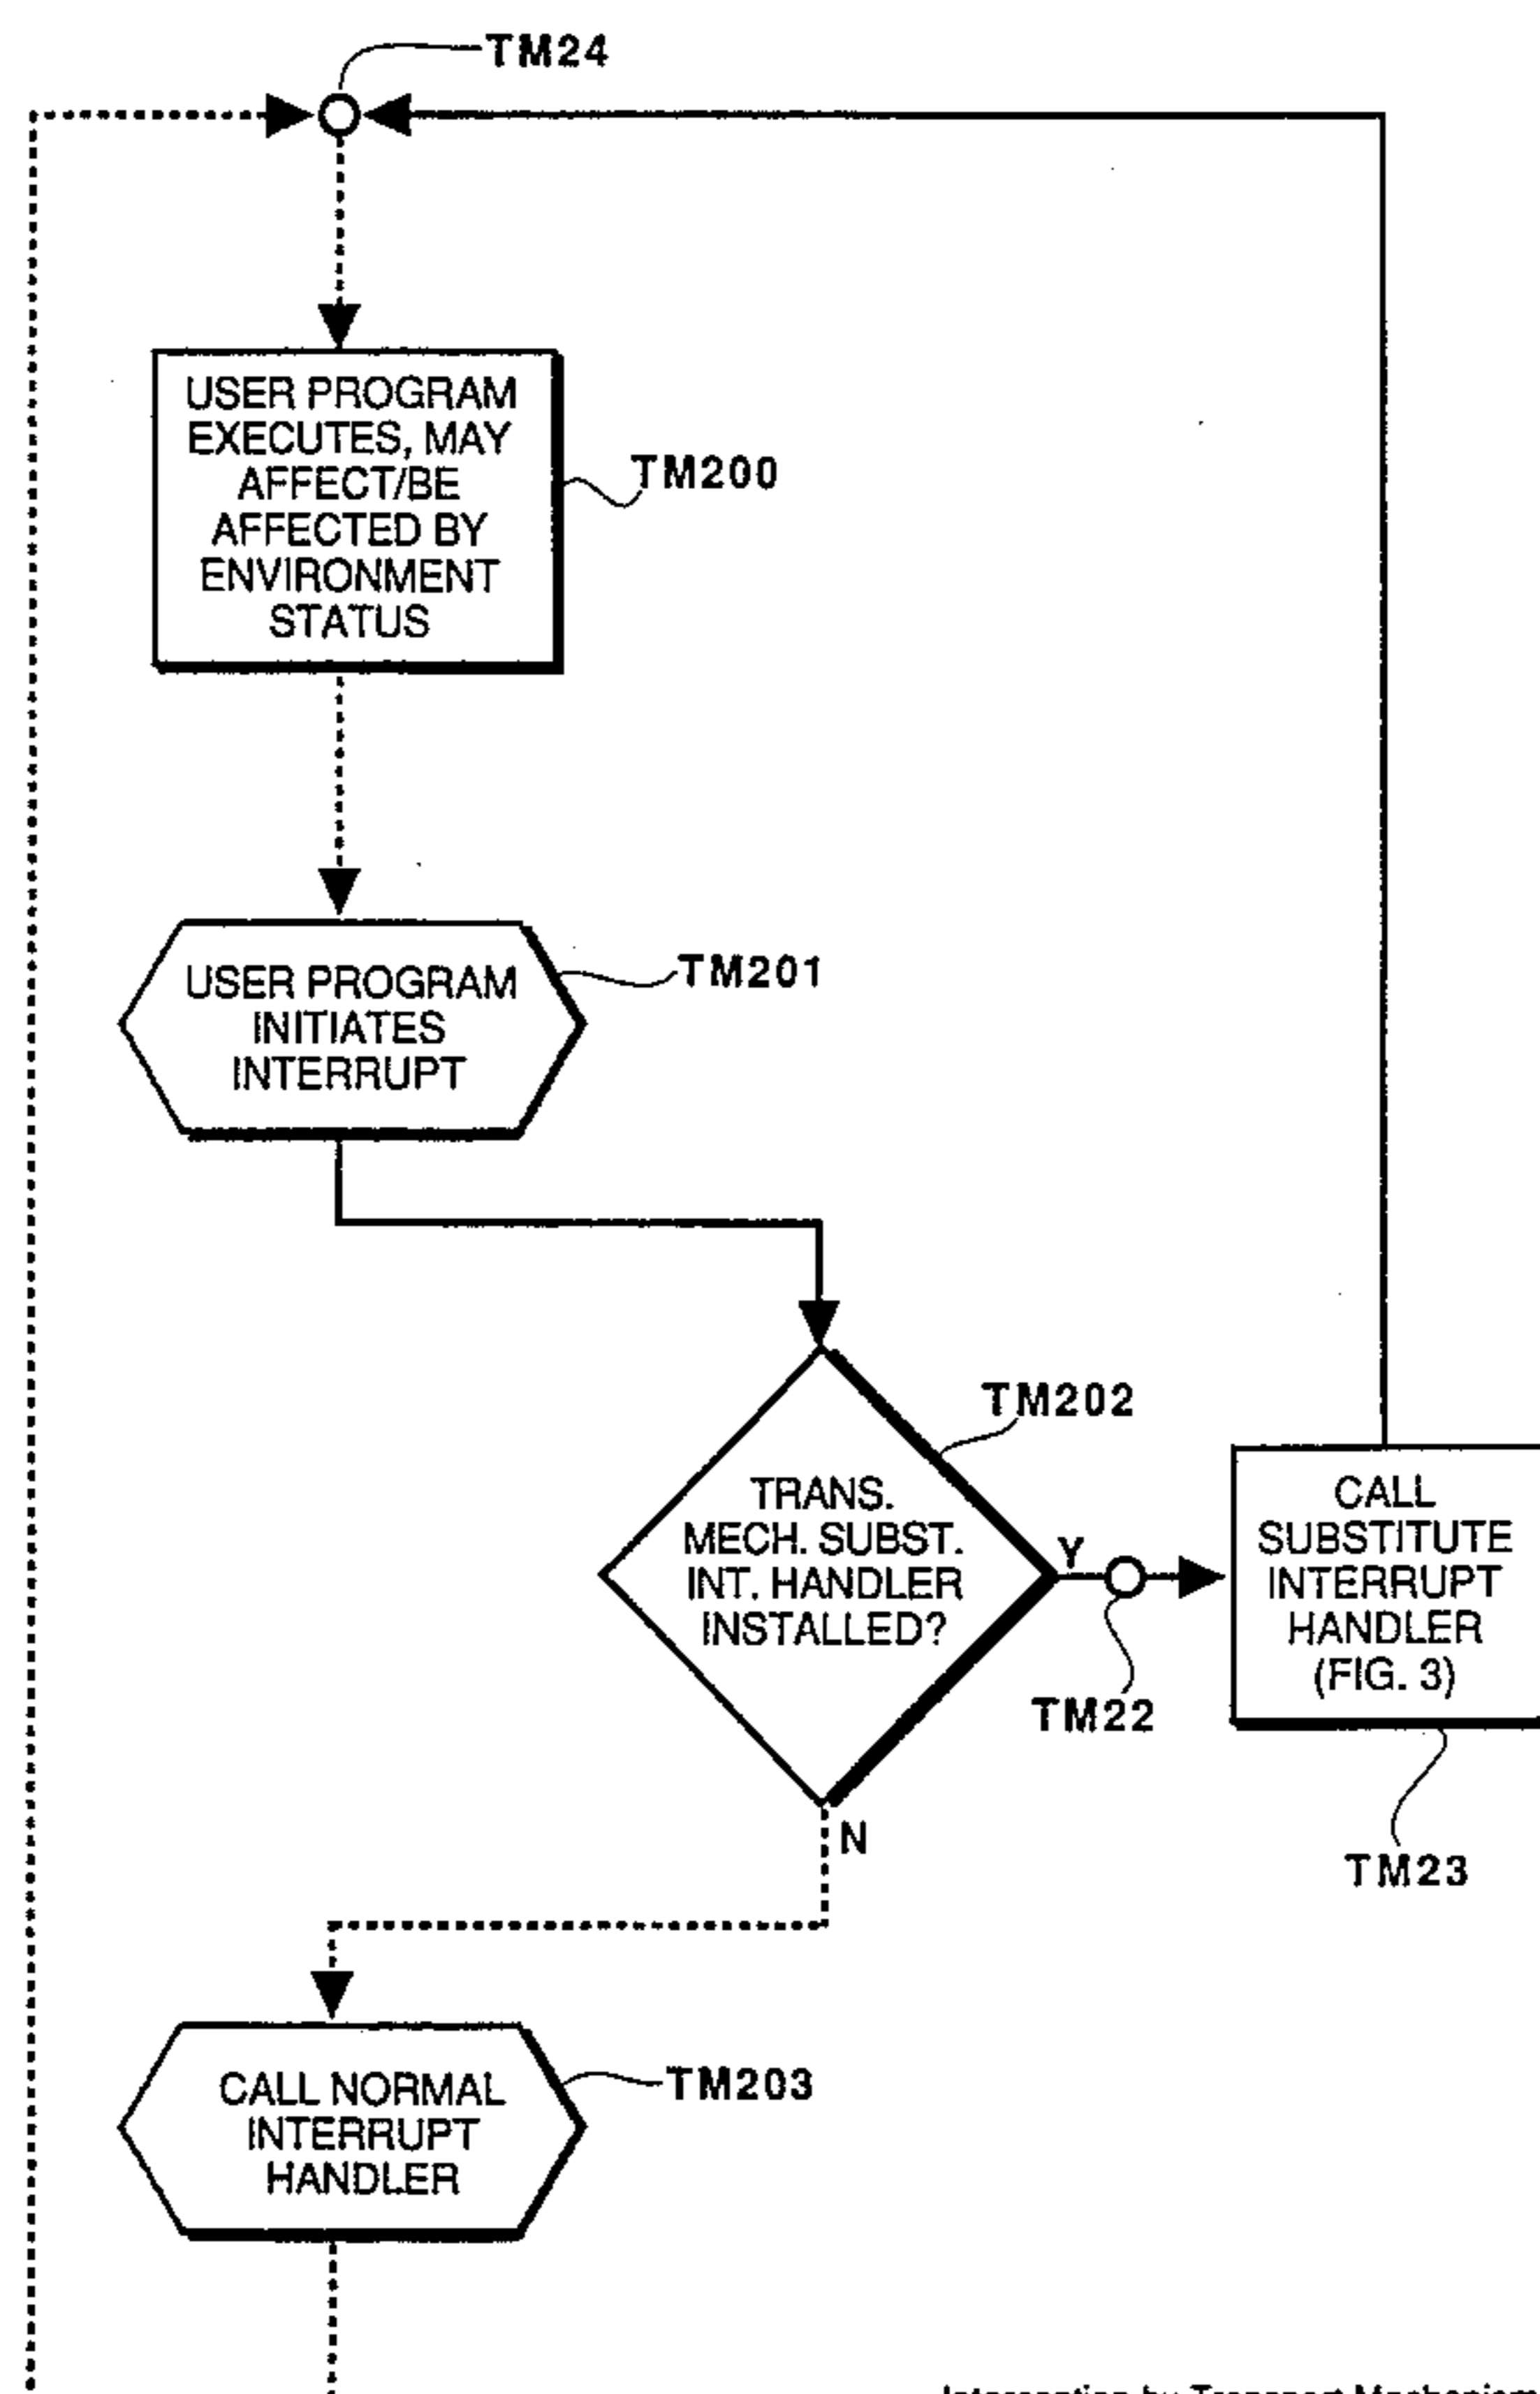 TM24
USER PROGRAM
EXECUTES, MAY
AFFECT/BE
AFFECTED BY
ENVIRONMENT
STATUS
TM200
USER PROGRAM
INITIATES
INTERRUPT
TM201
TM202
TRANS.
MECH. SUBST.
INT. HANDLER
INSTALLED?
Y
TM22
CALL
SUBSTITUTE
INTERRUPT
HANDLER
(FIG. 3)
TM23
N
CALL NORMAL
INTERRUPT
HANDLER
TM203